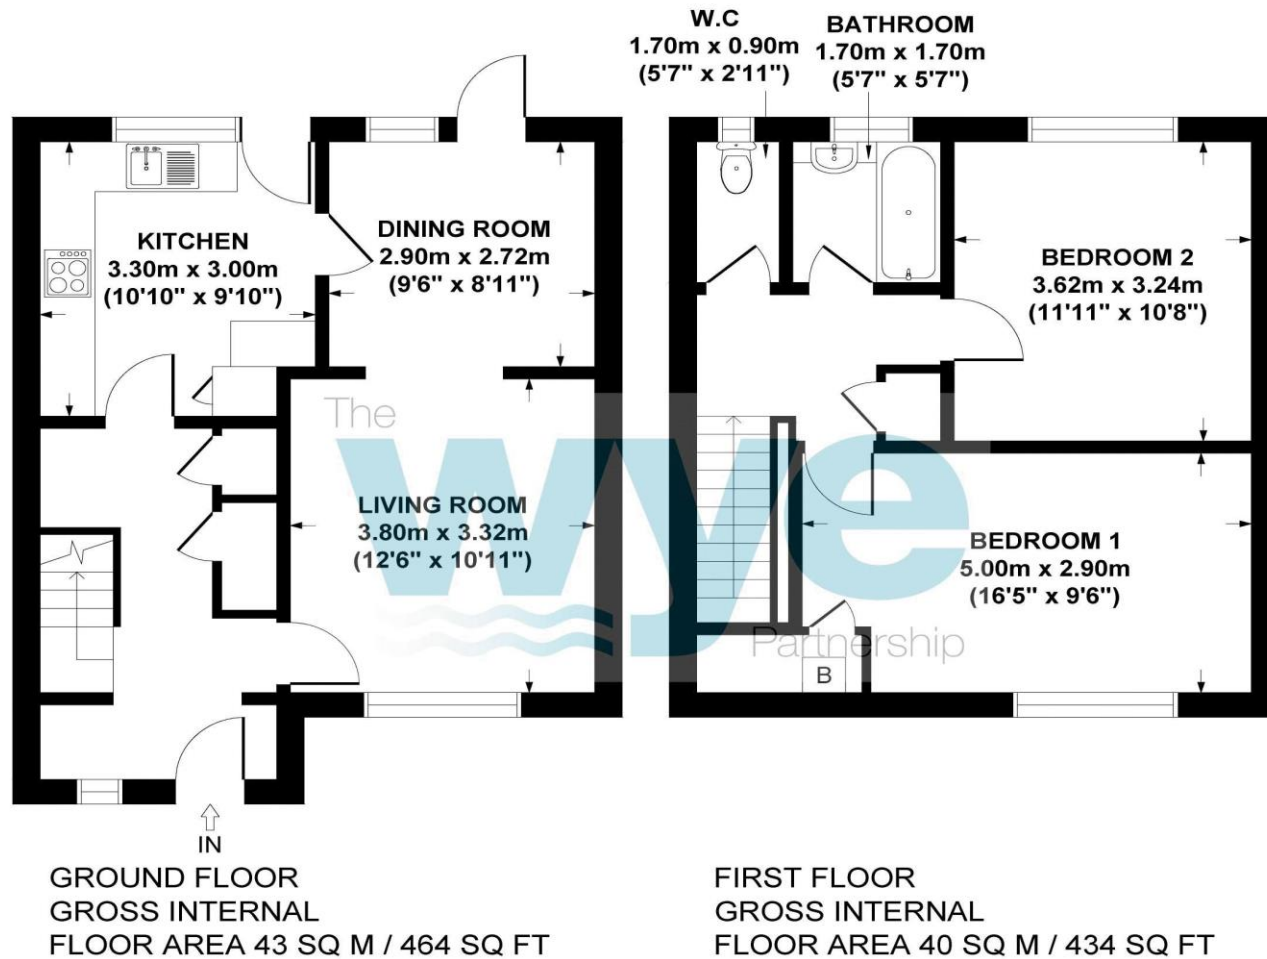 W.C
1.70m x 0.90m
(5'7" x 2'11")
BATHROOM
1.70m x 1.70m
(5'7" x 5'7")
KITCHEN
3.30m x 3.00m
(10'10" x 9'10")
DINING ROOM
2.90m x 2.72m
(9'6" x 8'11")
BEDROOM 2
3.62m x 3.24m
(11'11" x 10'8")
The
wye
Partnership
LIVING ROOM
3.80m x 3.32m
(12'6" x 10'11")
BEDROOM 1
5.00m x 2.90m
(16'5" x 9'6")
B
IN
GROUND FLOOR
GROSS INTERNAL
FLOOR AREA 43 SQ M / 464 SQ FT
FIRST FLOOR
GROSS INTERNAL
FLOOR AREA 40 SQ M / 434 SQ FT